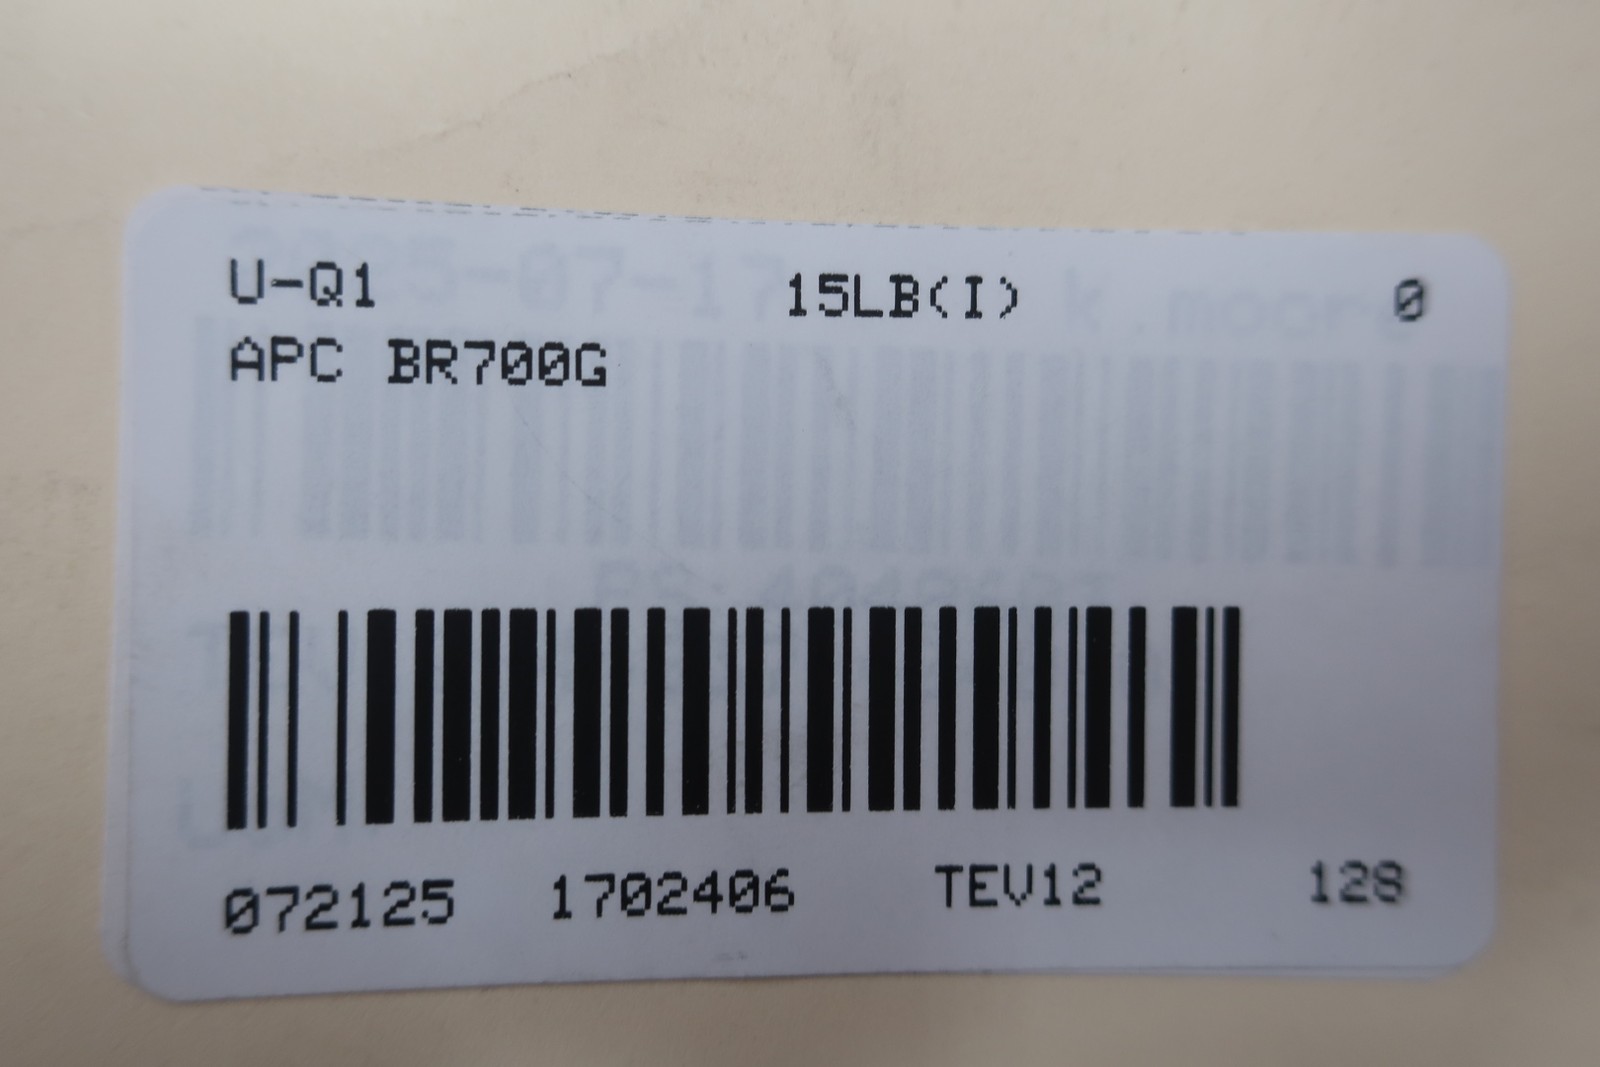 U-Q1 15LB(I) 0
APC BR700G
072125 1702406 TEV12 128